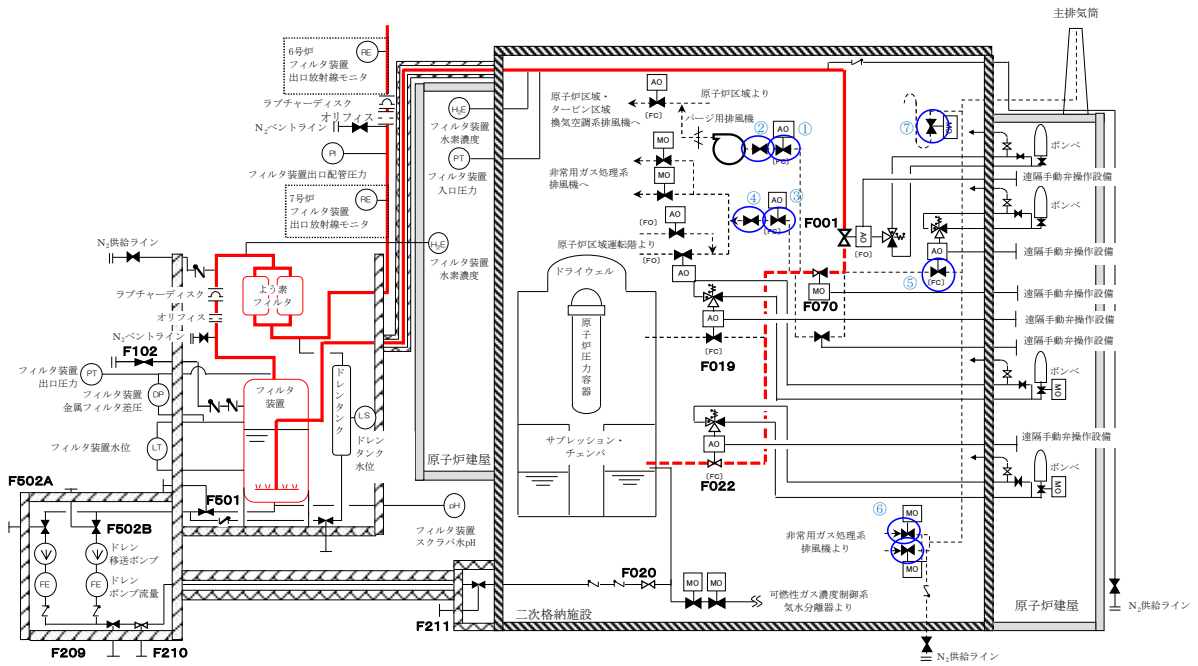 主排気筒
6号炉
フィルタ装置
出口放射線モニタ
RE
ラプチャーディスク
オリフィス
N₂ベントライン
PI
フィルタ装置出口配管圧力
7号炉
フィルタ装置
出口放射線モニタ
RE
H₂E
フィルタ装置
水素濃度
PT
フィルタ装置
入口圧力
H₂E
フィルタ装置
水素濃度
原子炉区域・
タービン区域
換気空調系排風機へ
AO
(FC)
原子炉区域より
パージ用排風機
②
AO
①
(FC)
MO
非常用ガス処理系
排風機へ
MO
④
AO
③
(FC)
(FO)
AO
原子炉区域運転階より
(FO)
AO
F001
AO
(FO)
⑦
MO
ボンベ
遠隔手動弁操作設備
ボンベ
遠隔手動弁操作設備
AO
(FC)
⑤
遠隔手動弁操作設備
遠隔手動弁操作設備
遠隔手動弁操作設備
ボンベ
MO
遠隔手動弁操作設備
ボンベ
MO
MO
F070
AO
(FC)
F019
AO
(FC)
F022
ドライウェル
原子炉圧力容器
サプレッション・
チェンバ
N₂供給ライン
ラプチャーディスク
オリフィス
N₂ベントライン
よう素
フィルタ
F102
フィルタ装置
出口圧力
PT
フィルタ装置
金属フィルタ差圧
DP
フィルタ装置水位
LT
フィルタ
装置
ドレンタンク
LS
ドレン
タンク
水位
原子炉建屋
F502A
F501
F502B
pH
フィルタ装置
スクラバ水pH
ドレン
移送ポンプ
FE
FE
ドレン
ポンプ流量
F209
F210
F211
F020
MO
MO
可燃性ガス濃度制御系
気水分離器より
二次格納施設
⑥
MO
非常用ガス処理系
排風機より
MO
N₂供給ライン
原子炉建屋
N₂供給ライン